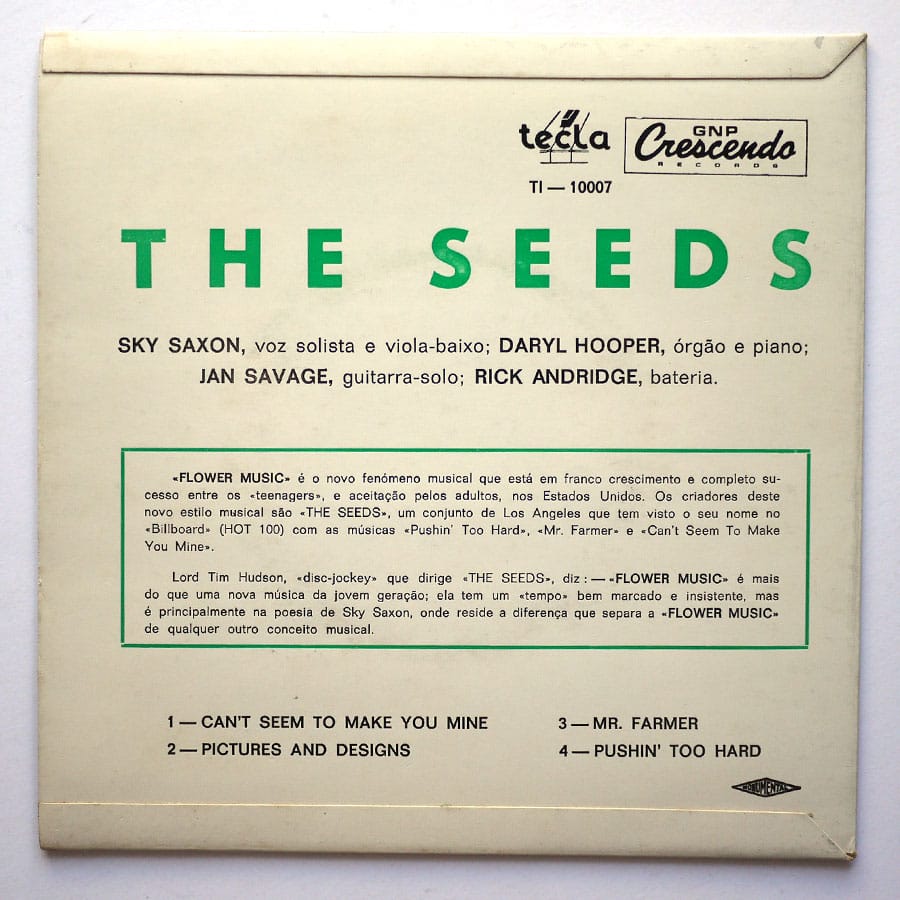 tecla
GNP
Crescendo
RECORDS
TI — 10007
THE SEEDS
SKY SAXON, voz solista e viola-baixo; DARYL HOOPER, órgão e piano;
JAN SAVAGE, guitarra-solo; RICK ANDRIDGE, bateria.
«FLOWER MUSIC» é o novo fenómeno musical que está em franco crescimento e completo su-
cesso entre os «teenagers», e aceitação pelos adultos, nos Estados Unidos. Os criadores deste
novo estilo musical são «THE SEEDS», um conjunto de Los Angeles que tem visto o seu nome no
«Billboard» (HOT 100) com as músicas «Pushin' Too Hard», «Mr. Farmer» e «Can't Seem To Make
You Mine».
Lord Tim Hudson, «disc-jockey» que dirige «THE SEEDS», diz : — «FLOWER MUSIC» é mais
do que uma nova música da jovem geração; ela tem um «tempo» bem marcado e insistente, mas
é principalmente na poesia de Sky Saxon, onde reside a diferença que separa a «FLOWER MUSIC»
de qualquer outro conceito musical.
1 — CAN'T SEEM TO MAKE YOU MINE
2 — PICTURES AND DESIGNS
3 — MR. FARMER
4 — PUSHIN' TOO HARD
MONUMENTAL